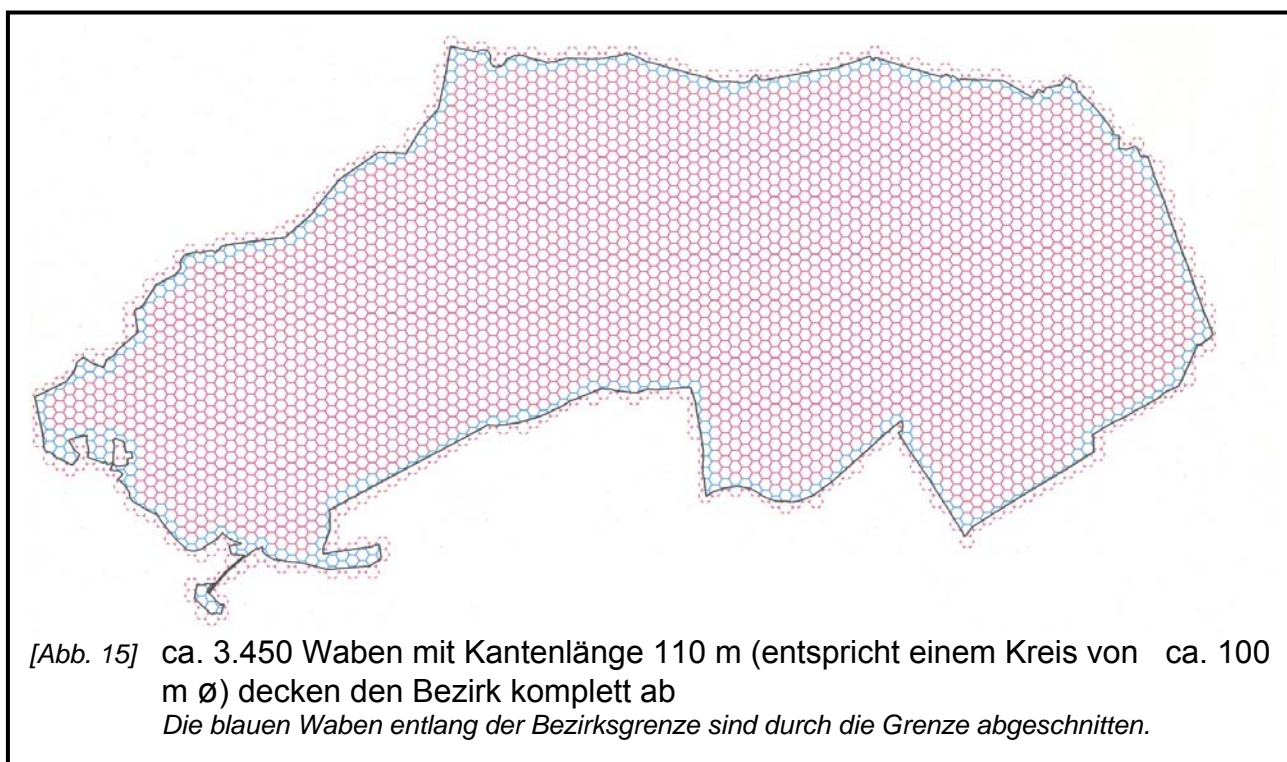 [Abb. 15] ca. 3.450 Waben mit Kantenlänge 110 m (entspricht einem Kreis von ca. 100
m ø) decken den Bezirk komplett ab
Die blauen Waben entlang der Bezirksgrenze sind durch die Grenze abgeschnitten.